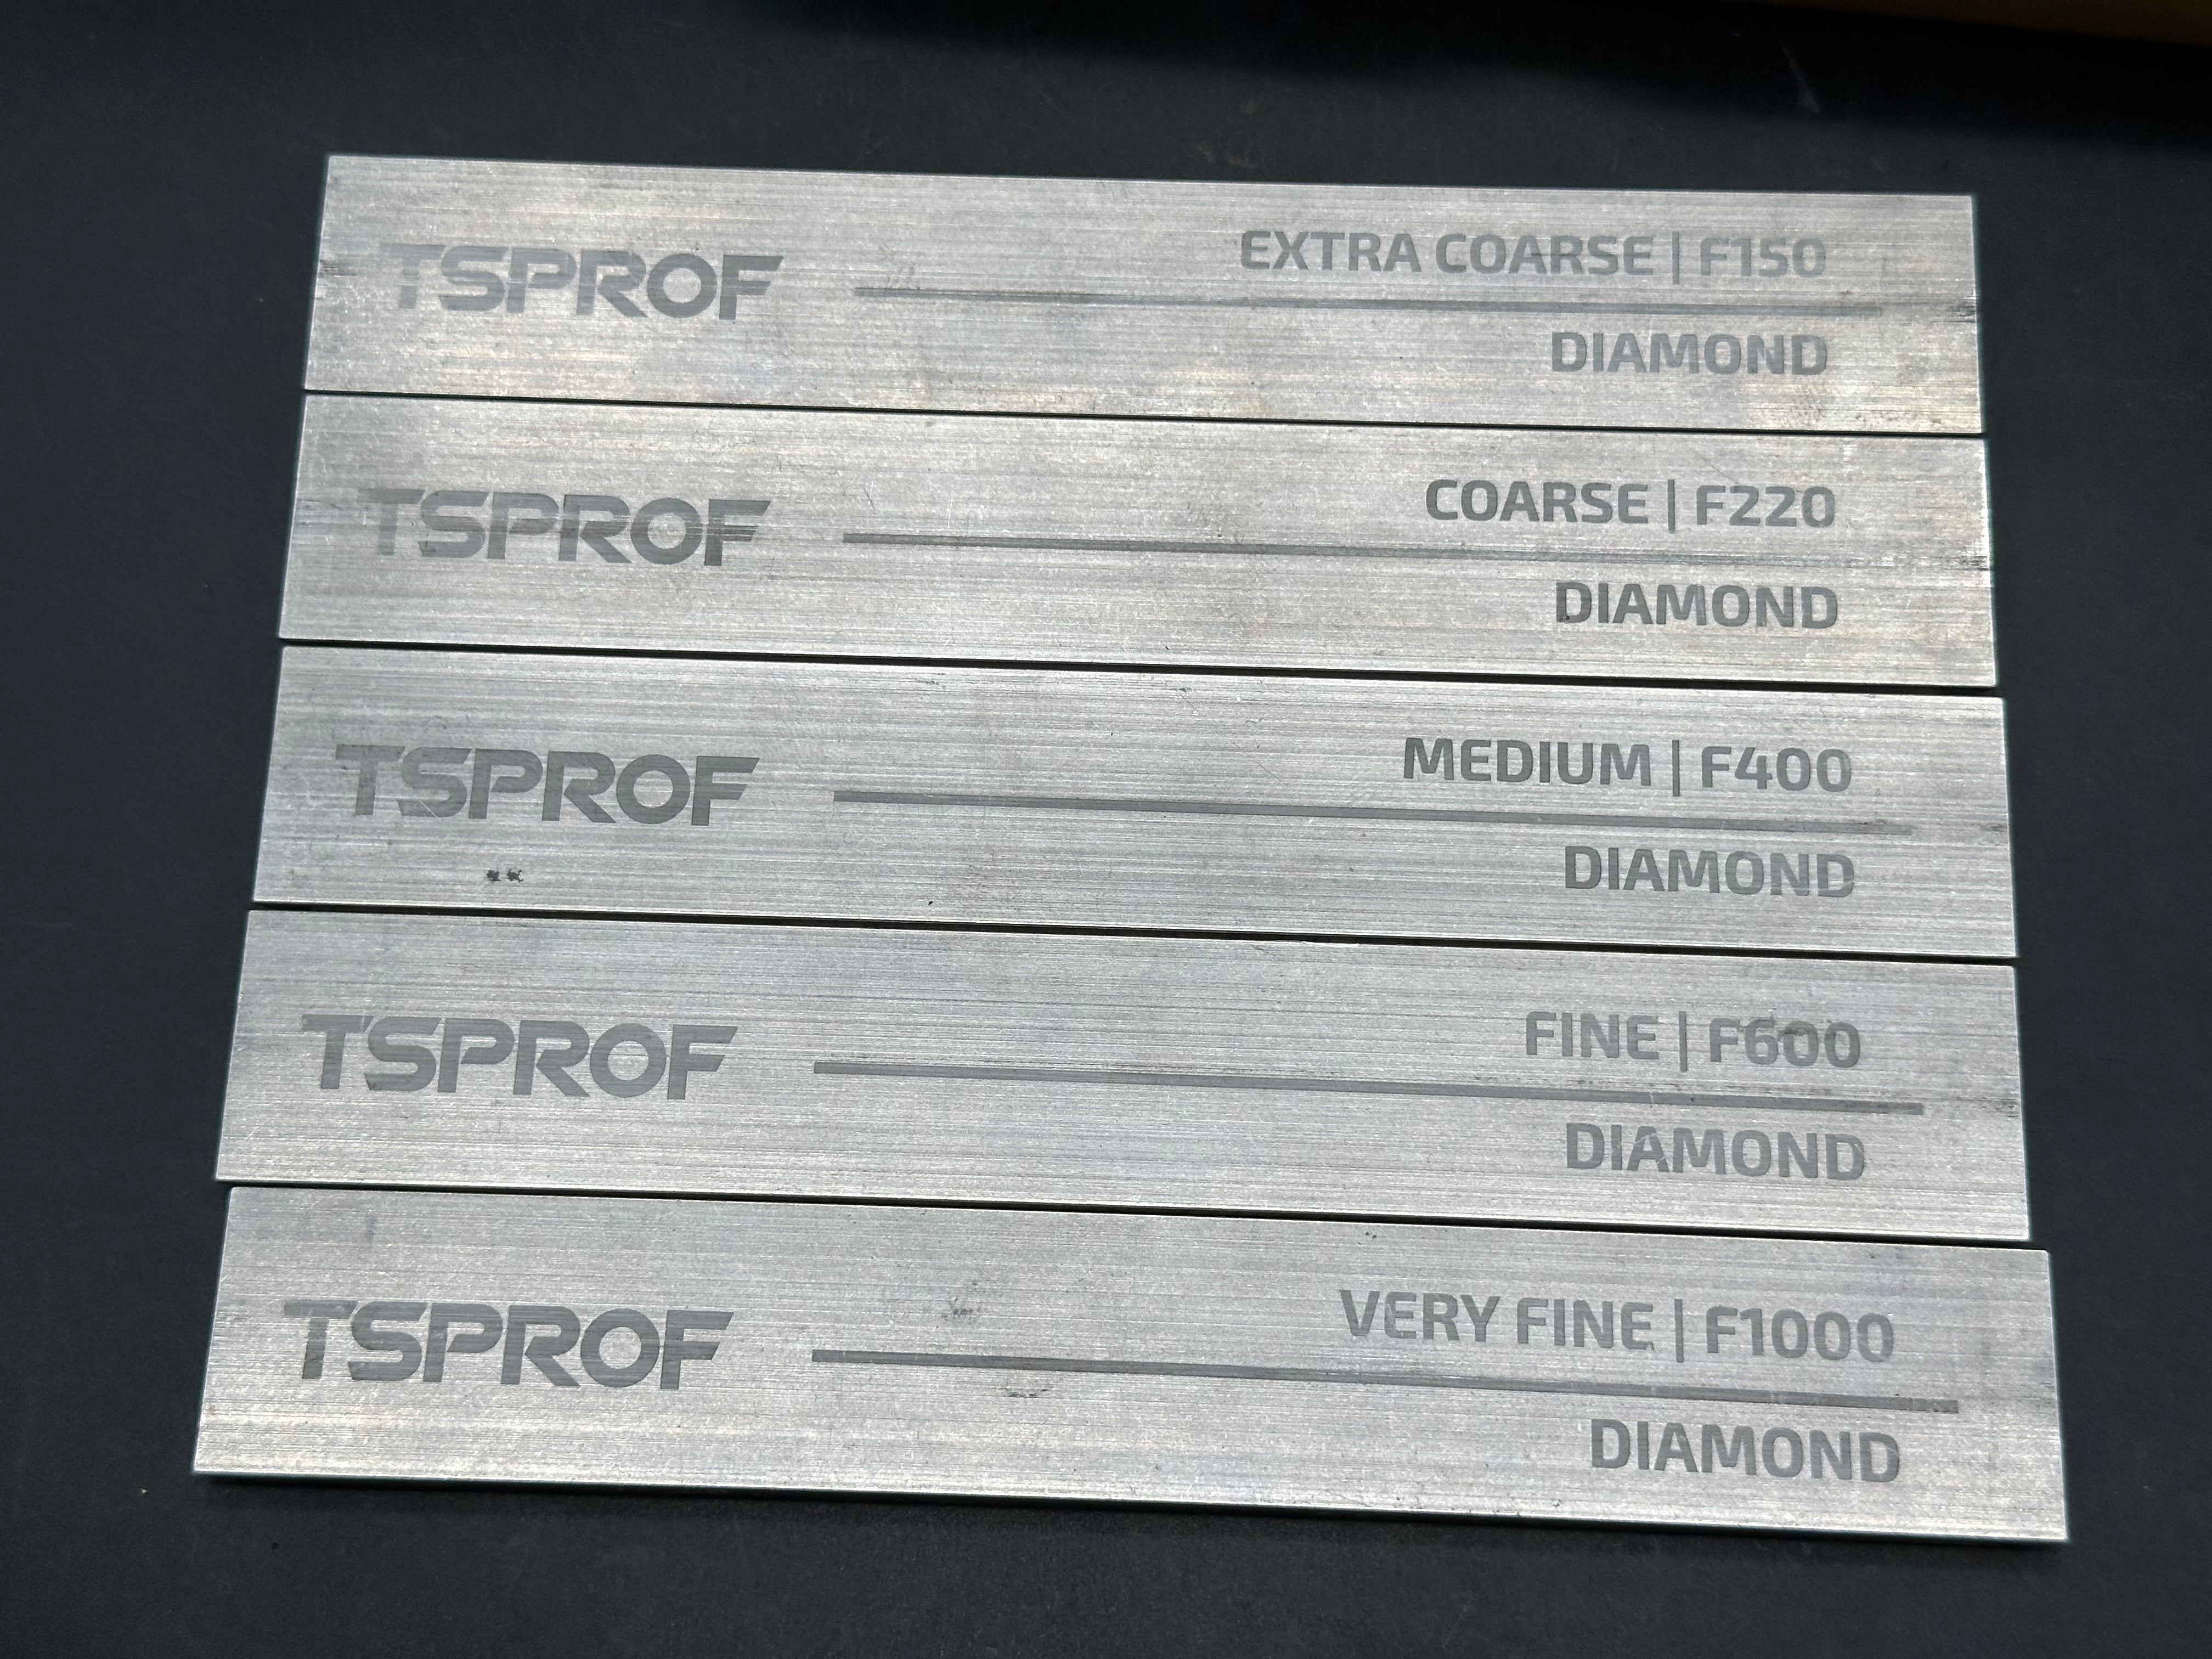 TSPROF
EXTRA COARSE | F150
DIAMOND
TSPROF
COARSE | F220
DIAMOND
TSPROF
MEDIUM | F400
DIAMOND
TSPROF
FINE | F600
DIAMOND
TSPROF
VERY FINE | F1000
DIAMOND